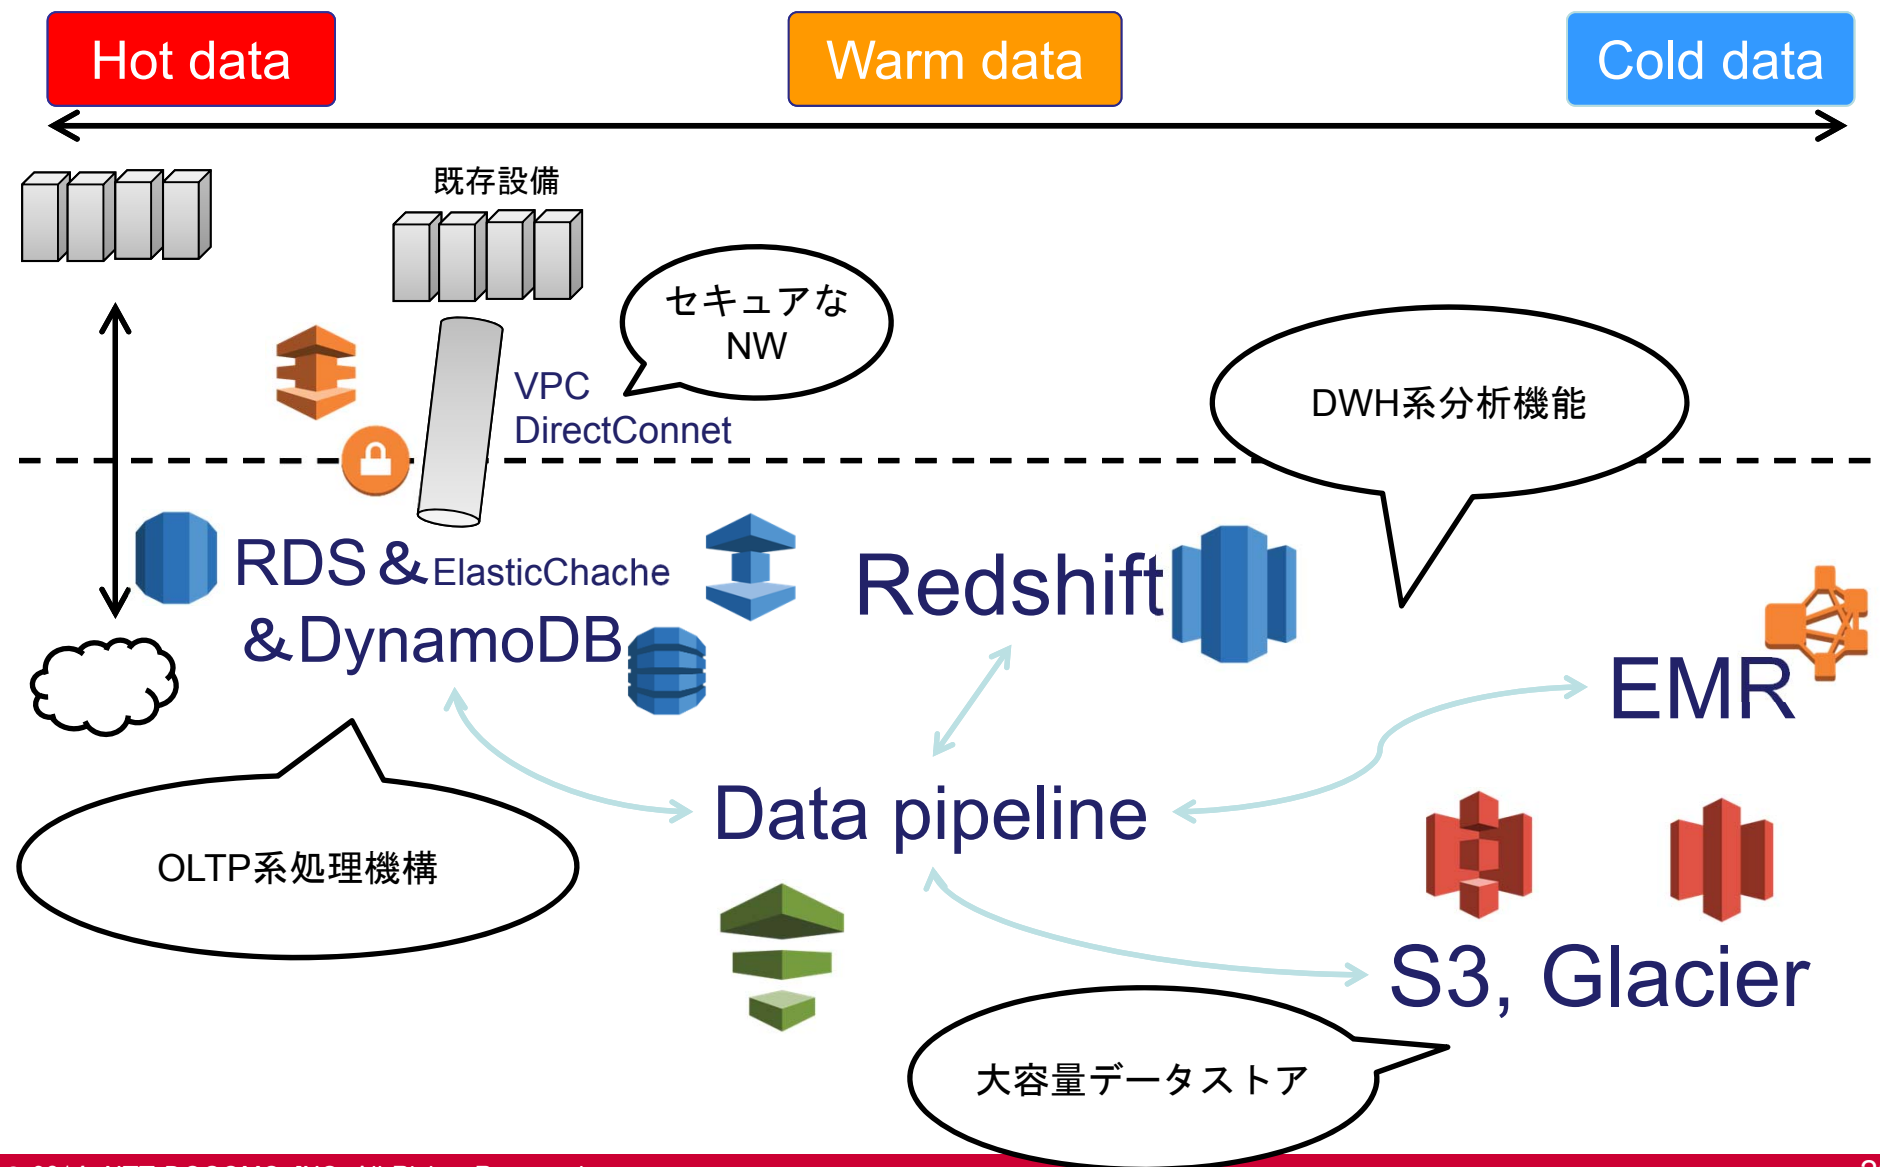 Hot data
Warm data
Cold data
既存設備
セキュアな
NW
VPC
DirectConnet
DWH系分析機能
RDS & ElasticChache
&DynamoDB
Redshift
EMR
Data pipeline
OLTP系処理機構
S3, Glacier
大容量データストア